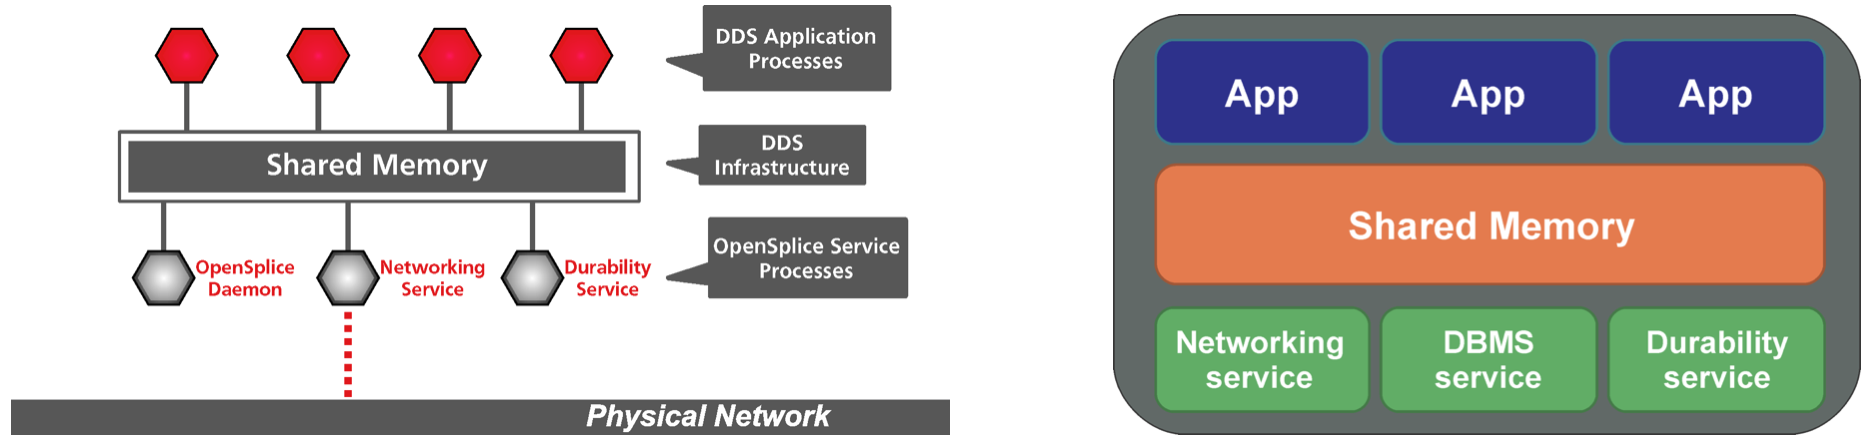 DDS Application
Processes
Shared Memory
DDS
Infrastructure
OpenSplice
Daemon
Networking
Service
Durability
Service
OpenSplice Service
Processes
Physical Network
App
App
App
Shared Memory
Networking
service
DBMS
service
Durability
service